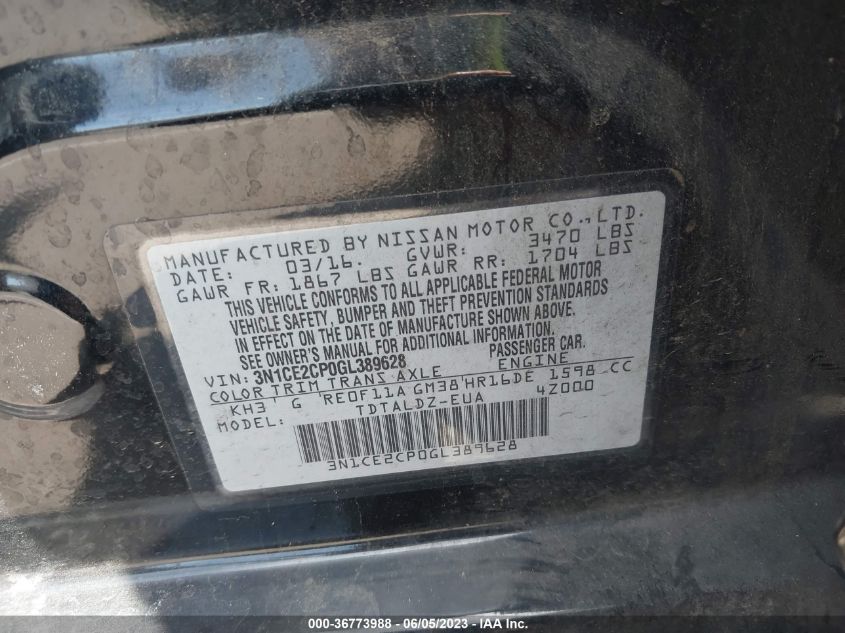 MANUFACTURED BY NISSAN MOTOR CO.,LTD.
DATE: 03/16. GVWR: 3470 LBS
GAWR FR: 1867 LBS GAWR RR: 1704 LBS
THIS VEHICLE CONFORMS TO ALL APPLICABLE FEDERAL MOTOR
VEHICLE SAFETY, BUMPER AND THEFT PREVENTION STANDARDS
IN EFFECT ON THE DATE OF MANUFACTURE SHOWN ABOVE.
SEE OWNER'S MANUAL FOR ADDITIONAL INFORMATION.
VIN: 3N1CE2CP0GL389628 PASSENGER CAR.
COLOR TRIM TRANS AXLE ENGINE
KH3 G RE0F11A GM38 HR16DE 1598 CC
MODEL: TDTALDZ-EUA 4Z000
3N1CE2CP0GL389628
000-36773988 - 06/05/2023 - IAA Inc.